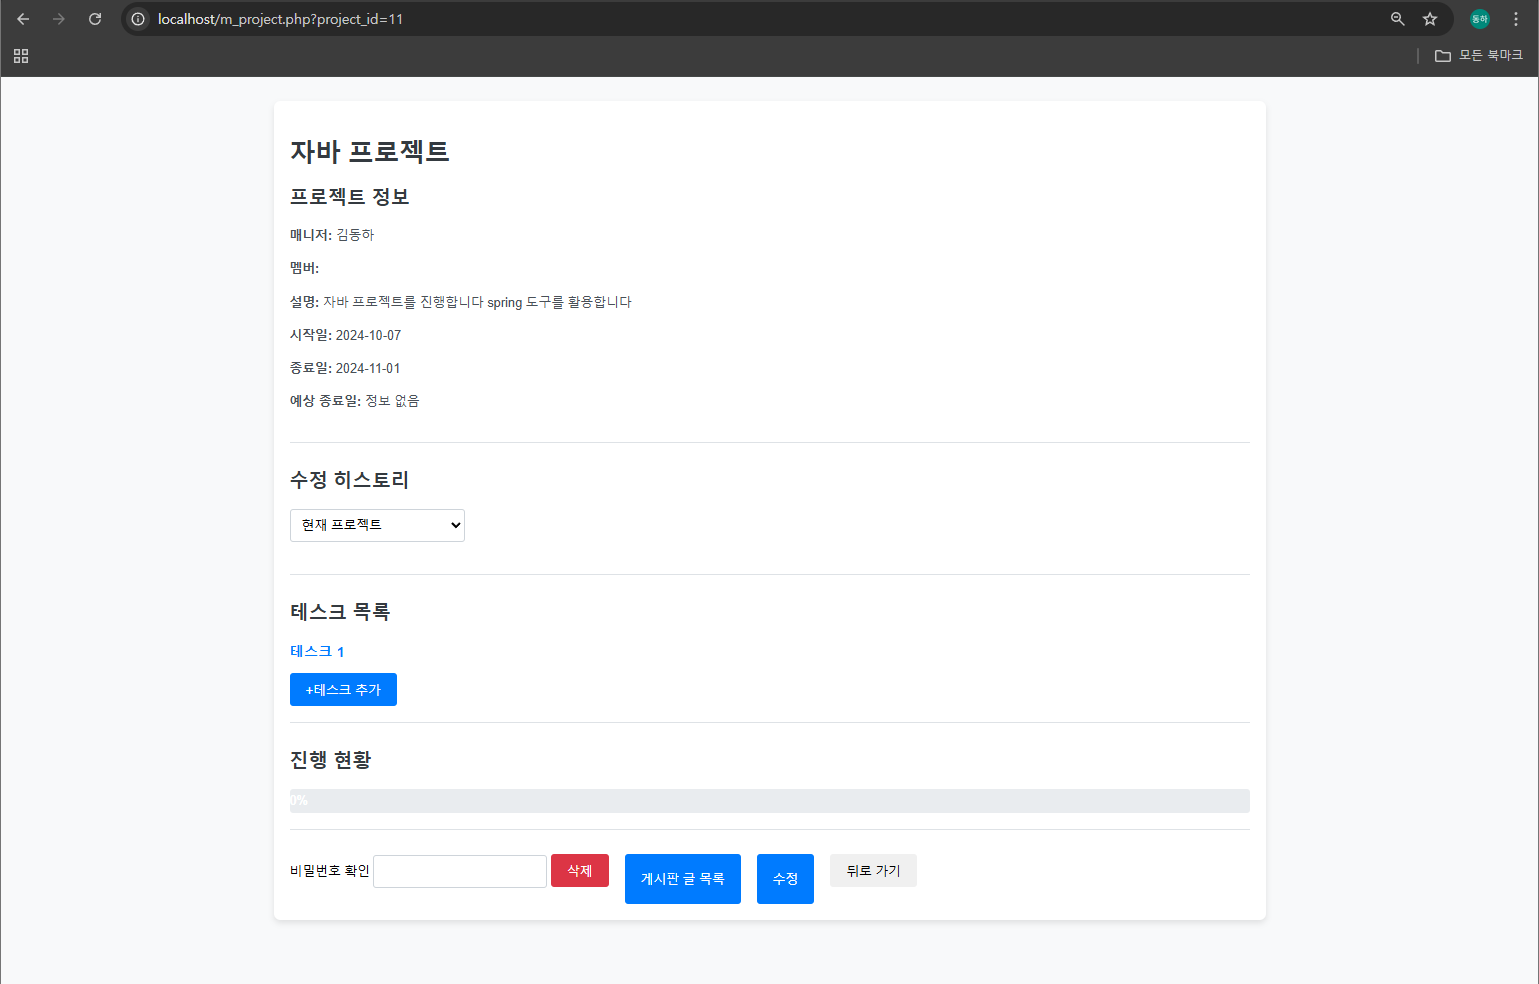 localhost/m_project.php?project_id=11
동하
모든 북마크
자바 프로젝트
프로젝트 정보
매니저: 김동하
멤버:
설명: 자바 프로젝트를 진행합니다 spring 도구를 활용합니다
시작일: 2024-10-07
종료일: 2024-11-01
예상 종료일: 정보 없음
수정 히스토리
현재 프로젝트
테스크 목록
테스크 1
+테스크 추가
진행 현황
0%
비밀번호 확인 삭제 게시판 글 목록 수정 뒤로 가기